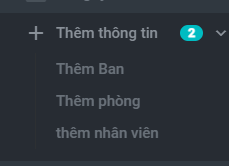 Thêm thông tin 2
Thêm Ban
Thêm phòng
thêm nhân viên